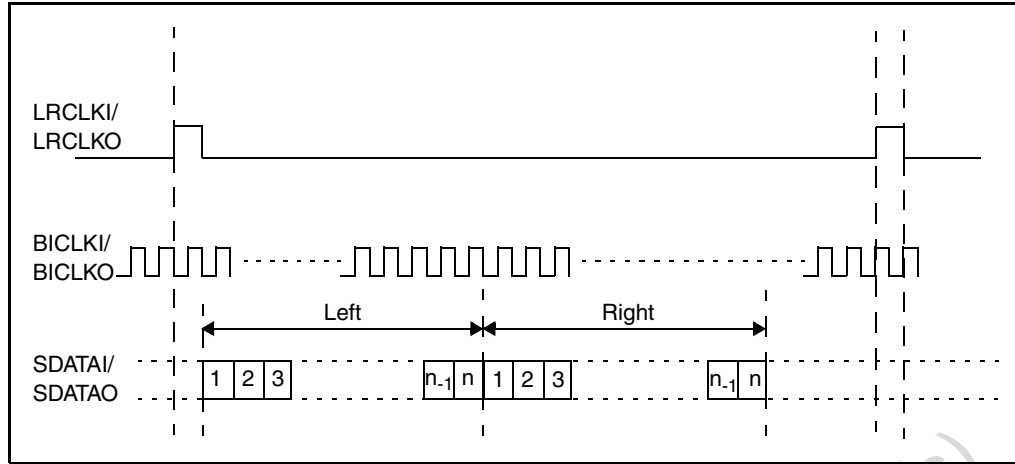 LRCLKI/
LRCLKO
BICLKI/
BICLKO
Left Right
SDATAI/
SDATAO
1 2 3 n-1 n 1 2 3 n-1 n